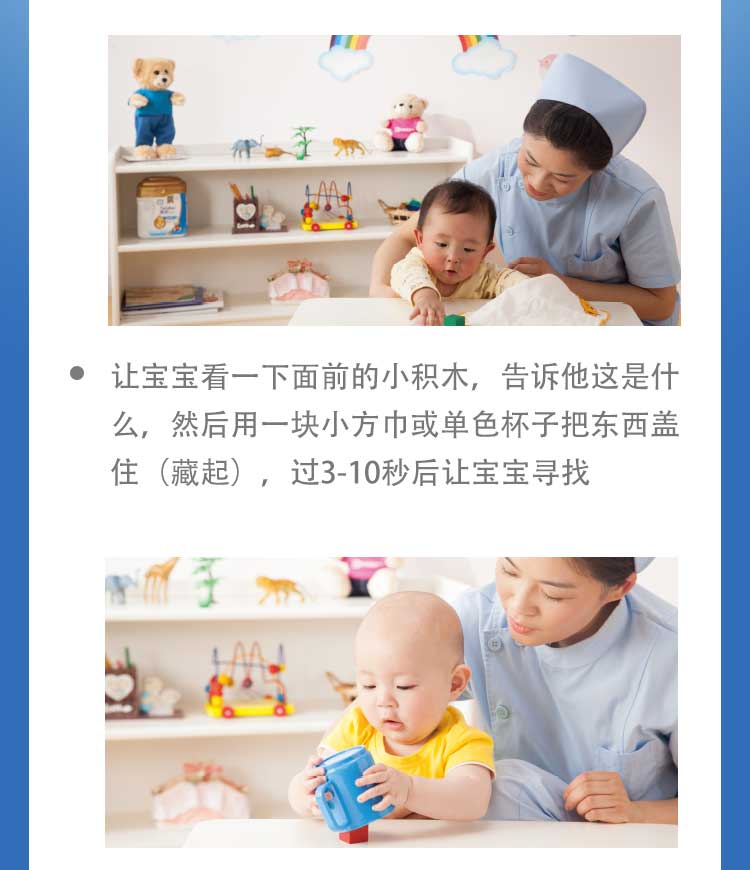 让宝宝看一下面前的小积木，告诉他这是什
么，然后用一块小方巾或单色杯子把东西盖
住（藏起），过3-10秒后让宝宝寻找